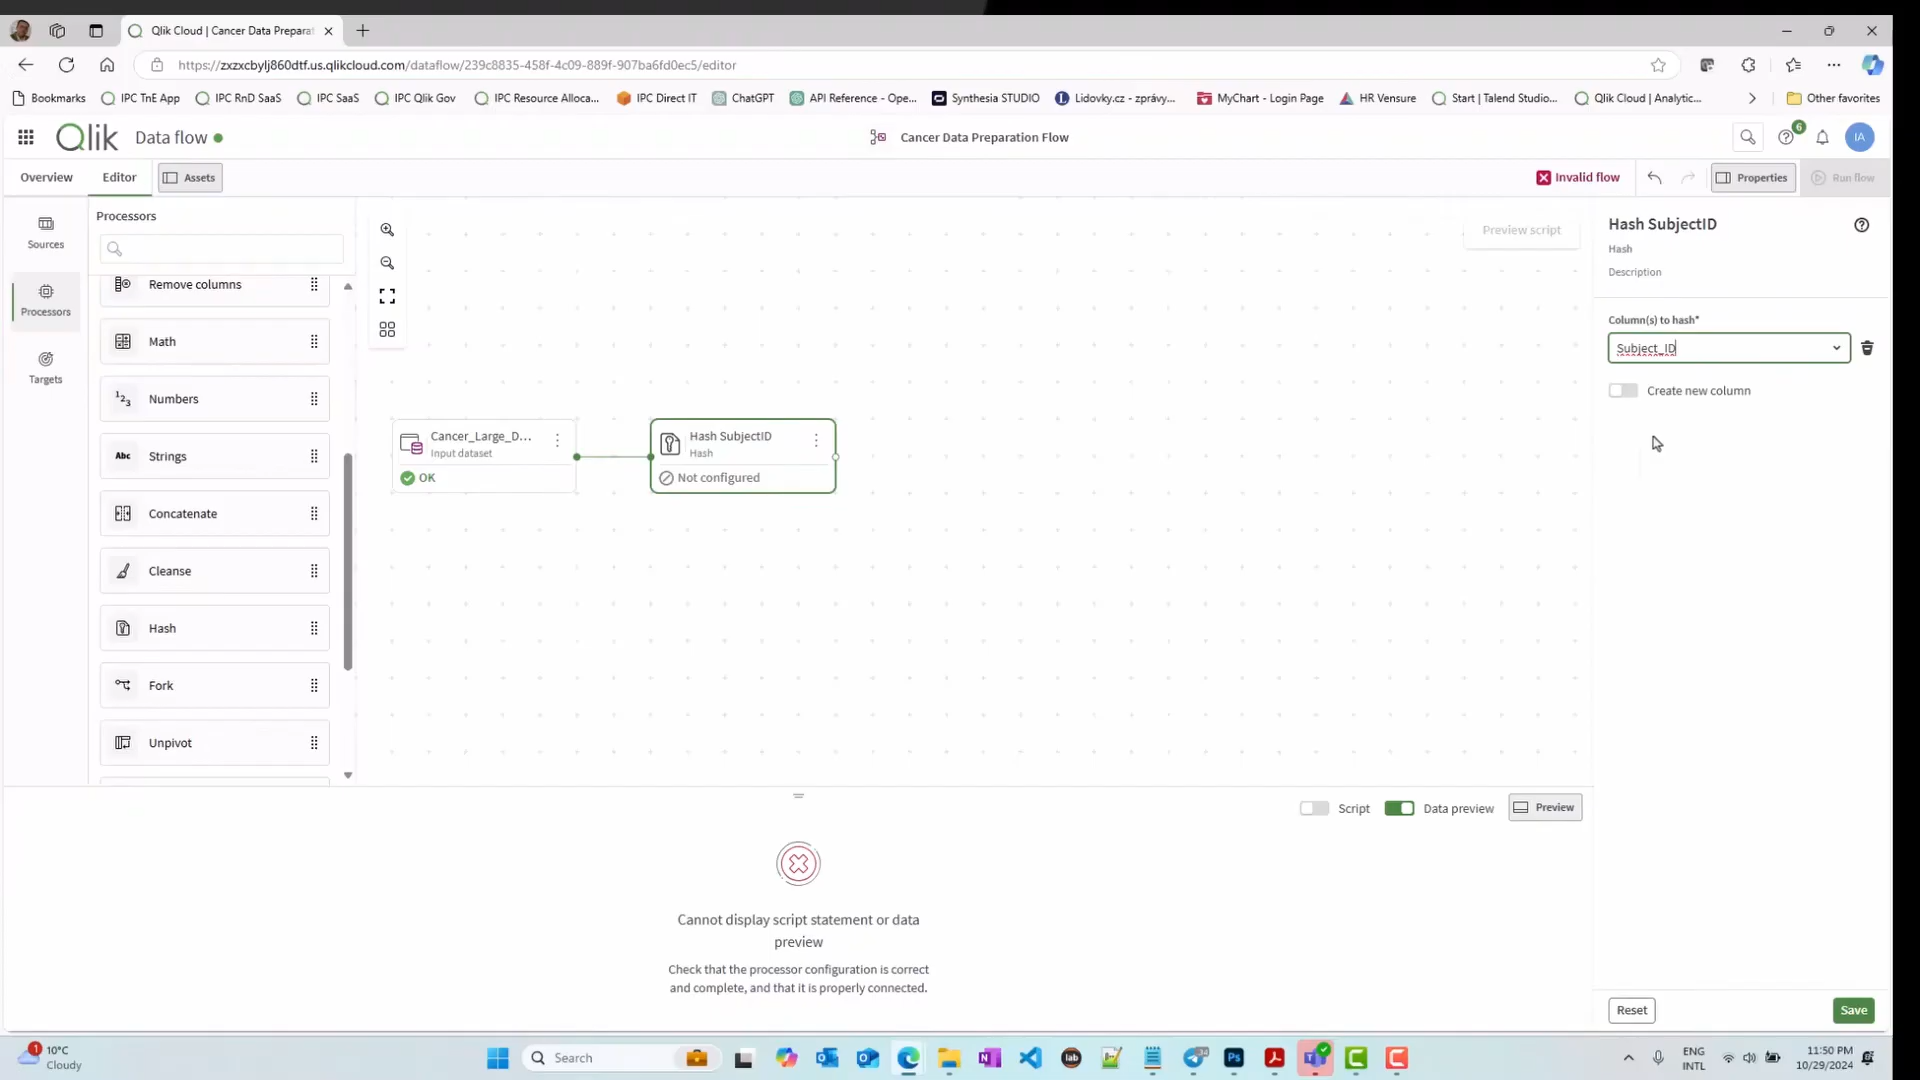 Qlik Cloud | Cancer Data Preparat
https://zxzxcbylj860dtf.us.qlikcloud.com/dataflow/239c8835-458f-4c09-889f-907ba6fd0ec5/editor
Bookmarks
IPC TnE App
IPC RnD SaaS
IPC SaaS
IPC Qlik Gov
IPC Resource Alloca...
IPC Direct IT
ChatGPT
API Reference - Ope...
Synthesia STUDIO
Lidovky.cz - zprávy...
MyChart - Login Page
HR Vensure
Start | Talend Studio...
Qlik Cloud | Analytic...
Other favorites
Qlik
Data flow
Cancer Data Preparation Flow
6
IA
Overview
Editor
Assets
Invalid flow
Properties
Run flow
Sources
Processors
Targets
Processors
Remove columns
Math
Numbers
Abc Strings
Concatenate
Cleanse
Hash
Fork
Unpivot
Preview script
Cancer_Large_D...
Input dataset
OK
Hash SubjectID
Hash
Not configured
Hash SubjectID
Hash
Description
Column(s) to hash*
Subject_ID
Create new column
Script
Data preview
Preview
Cannot display script statement or data
preview
Check that the processor configuration is correct
and complete, and that it is properly connected.
Reset
Save
1
10°C
Cloudy
Search
lab
Ps
ENG
INTL
11:50 PM
10/29/2024